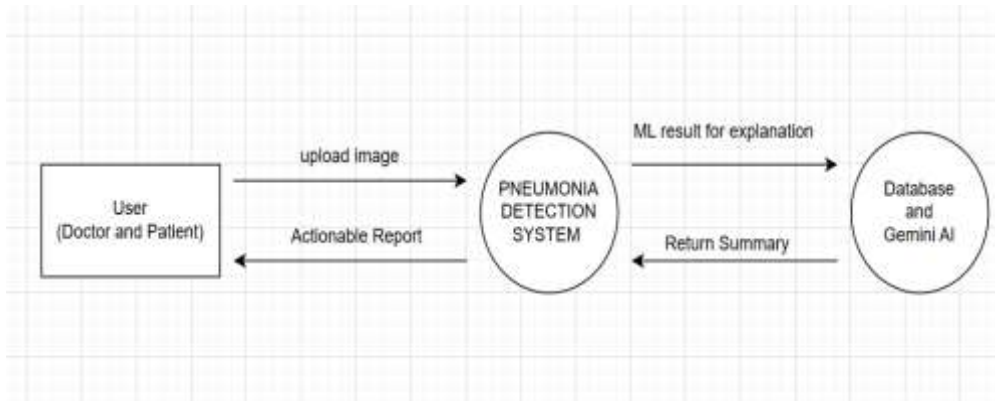 User
(Doctor and Patient)
upload image
Actionable Report
PNEUMONIA
DETECTION
SYSTEM
ML result for explanation
Return Summary
Database
and
Gemini AI